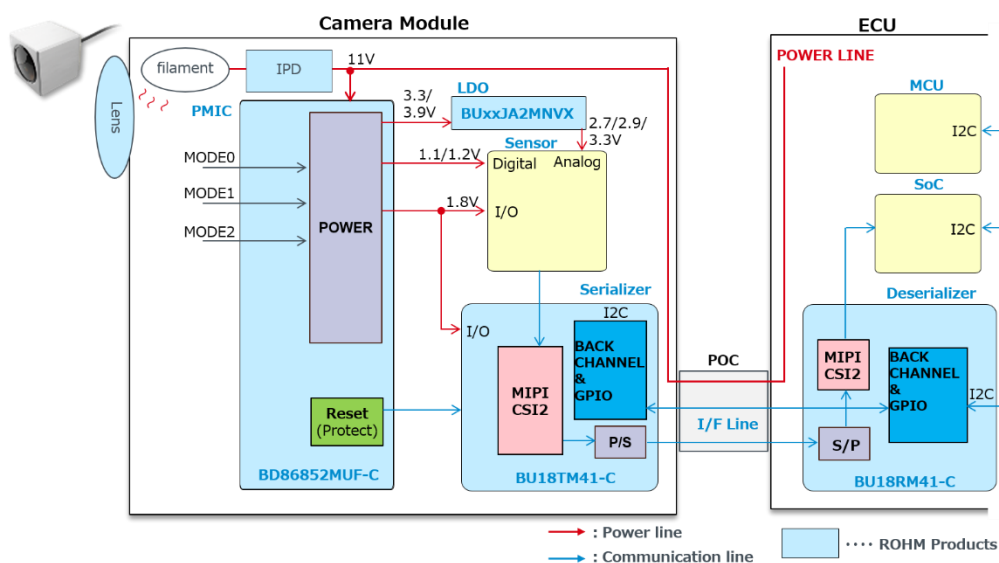 Camera Module
ECU
filament
IPD
11V
POWER LINE
Lens
PMIC
3.3/
3.9V
LDO
BUxxJA2MNVX
2.7/2.9/
3.3V
MCU
I2C
MODE0
MODE1
MODE2
POWER
1.1/1.2V
Sensor
Digital
Analog
1.8V
I/O
SoC
I2C
Serializer
I2C
I/O
BACK
CHANNEL
&
GPIO
MIPI
CSI2
P/S
BU18TM41-C
Reset
(Protect)
BD86852MUF-C
POC
I/F Line
Deserializer
MIPI
CSI2
BACK
CHANNEL
&
GPIO
I2C
S/P
BU18RM41-C
: Power line
: Communication line
···· ROHM Products